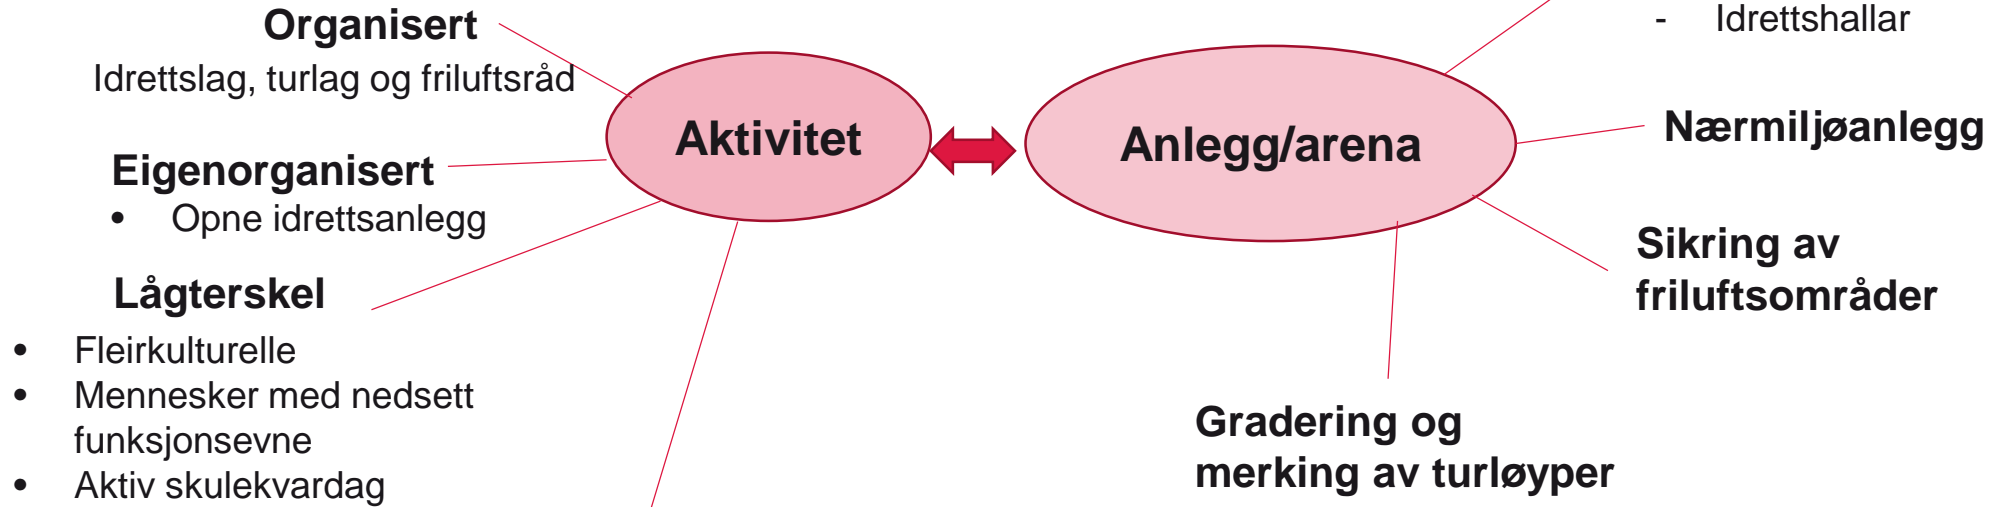 Organisert
Idrettslag, turlag og friluftsråd
Eigenorganisert
• Opne idrettsanlegg
Lågterskel
• Fleirkulturelle
• Mennesker med nedsett
funksjonsevne
• Aktiv skulekvardag
Aktivitet
Anlegg/arena
- Idrettshallar
Nærmiljøanlegg
Sikring av
friluftsområder
Gradering og
merking av turløyper